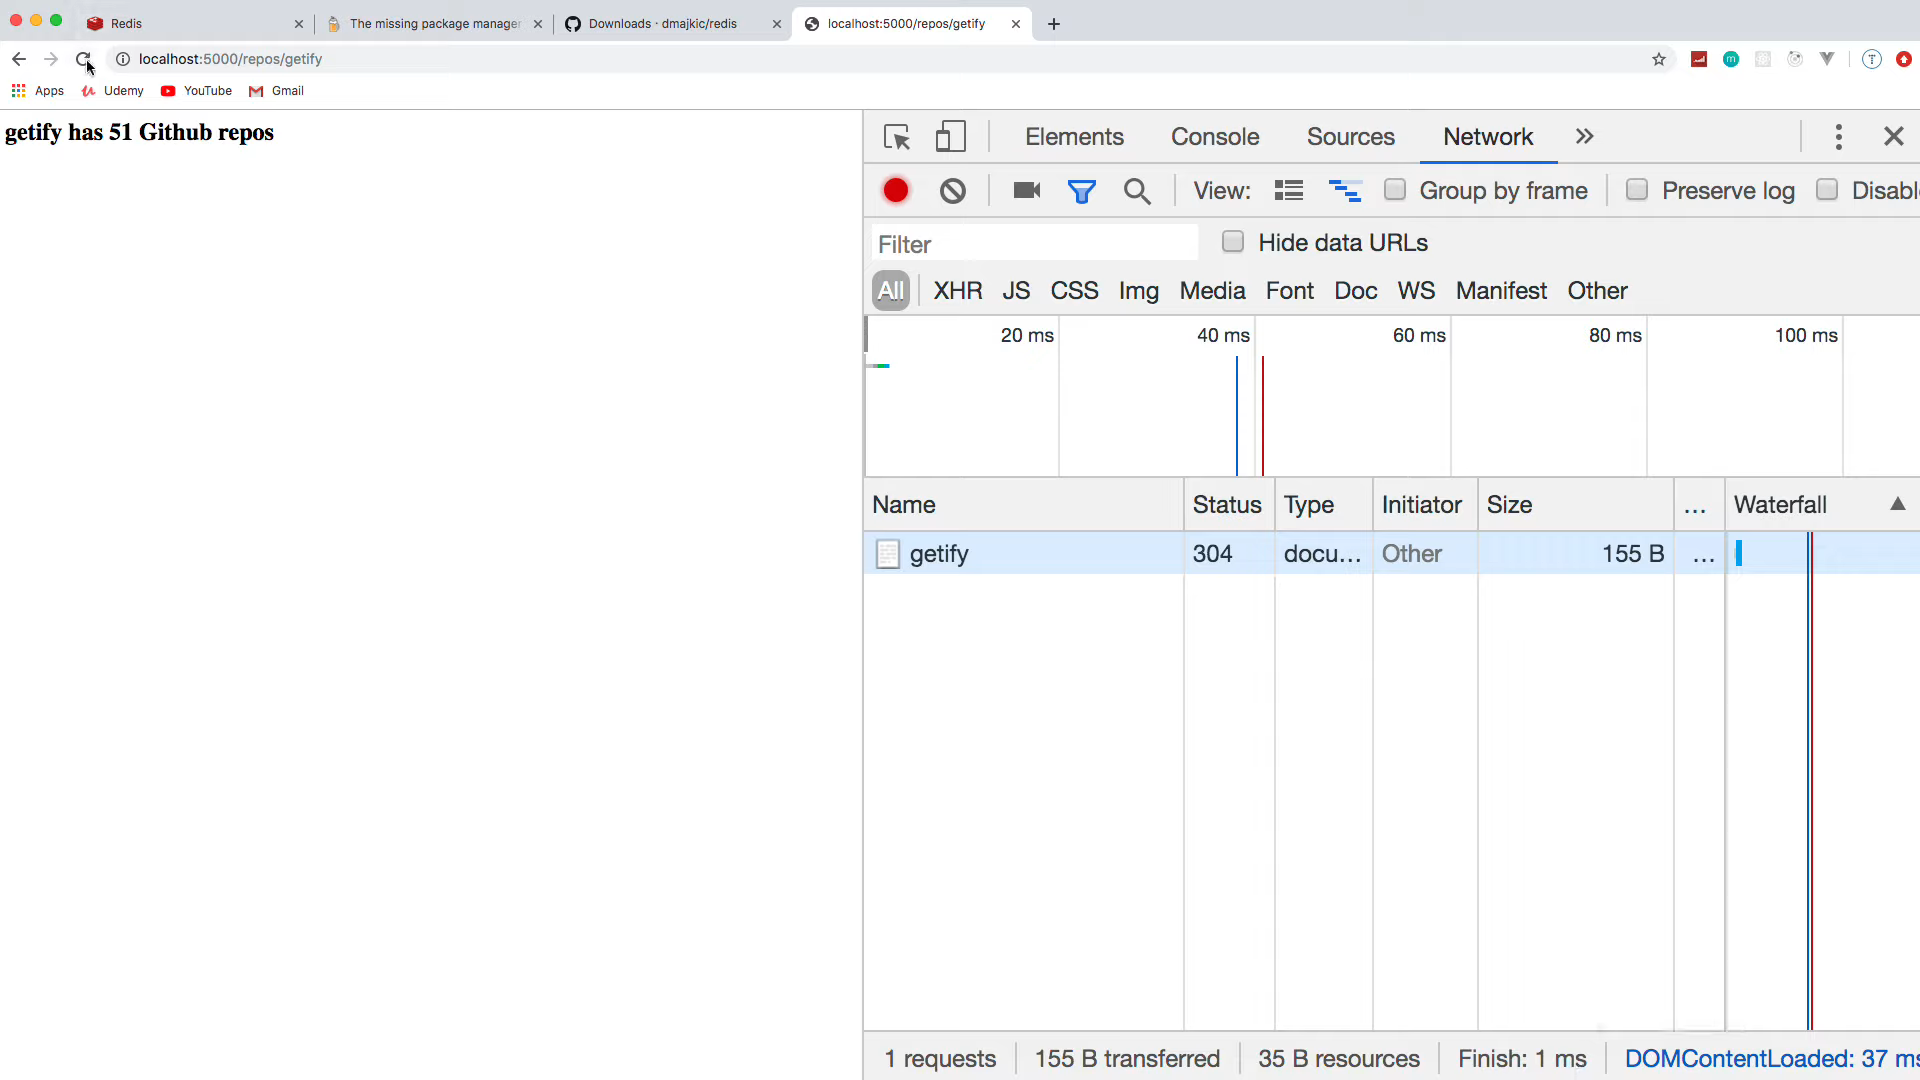 Redis
The missing package manager
Downloads · dmajkic/redis
localhost:5000/repos/getify
localhost:5000/repos/getify
Apps
Udemy
YouTube
Gmail
getify has 51 Github repos
Elements
Console
Sources
Network
View:
Group by frame
Preserve log
Disabl
Filter
Hide data URLs
All
XHR
JS
CSS
Img
Media
Font
Doc
WS
Manifest
Other
20 ms
40 ms
60 ms
80 ms
100 ms
Name
Status
Type
Initiator
Size
...
Waterfall
getify
304
docu...
Other
155 B
...
1 requests
155 B transferred
35 B resources
Finish: 1 ms
DOMContentLoaded: 37 ms